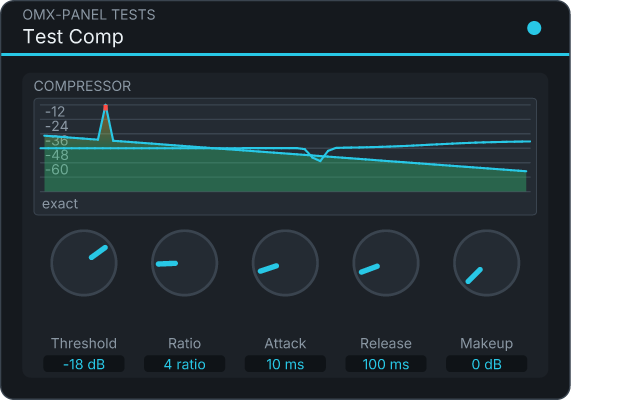 OMX-PANEL TESTS
Test Comp
COMPRESSOR
-12
-24
-36
-48
-60
exact
Threshold Ratio Attack Release Makeup
-18 dB 4 ratio 10 ms 100 ms 0 dB